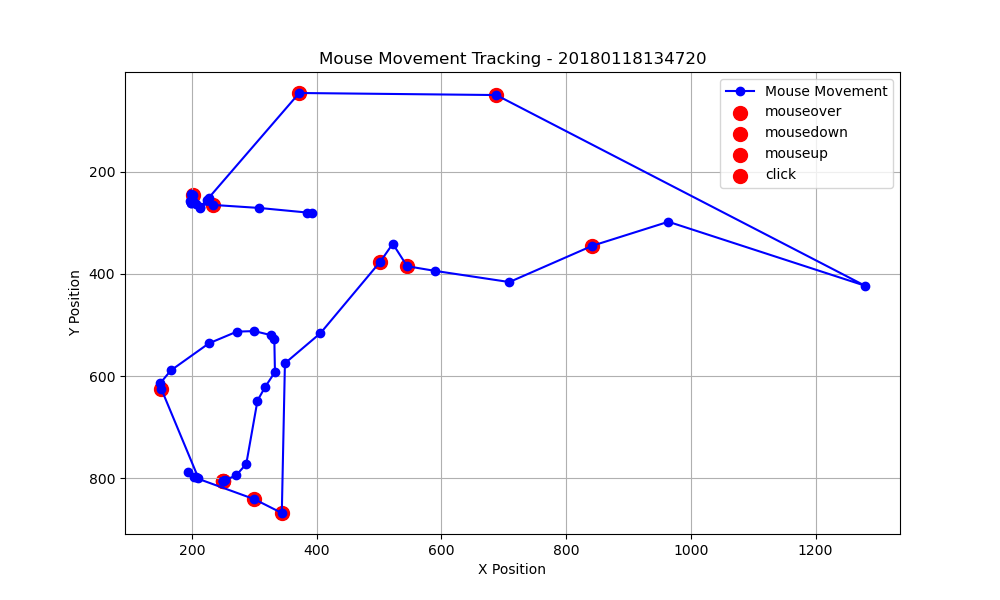 Mouse Movement Tracking - 20180118134720
Mouse Movement
mouseover
mousedown
mouseup
click
200
400
600
800
Y Position
200 400 600 800 1000 1200
X Position